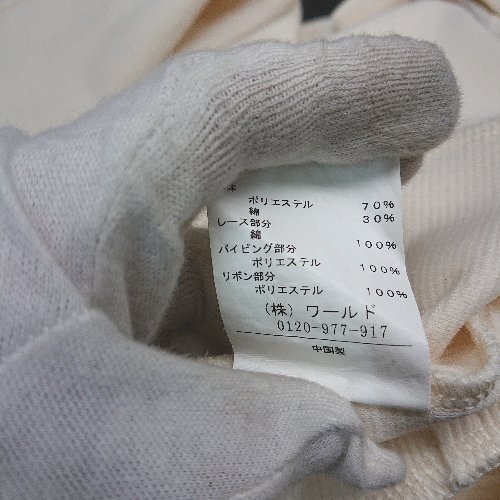 体
ポリエステル 70%
綿 30%
レース部分
綿 100%
パイピング部分
ポリエステル 100%
リボン部分
ポリエステル 100%
(株) ワールド
0120-977-917
中国製